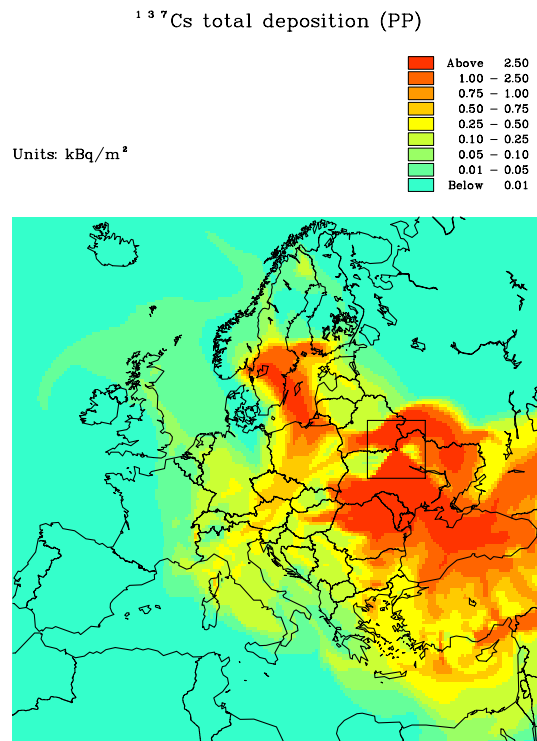 ¹³⁷Cs total deposition (PP)
Above 2.50
1.00 – 2.50
0.75 – 1.00
0.50 – 0.75
0.25 – 0.50
0.10 – 0.25
0.05 – 0.10
0.01 – 0.05
Below 0.01
Units: kBq/m²